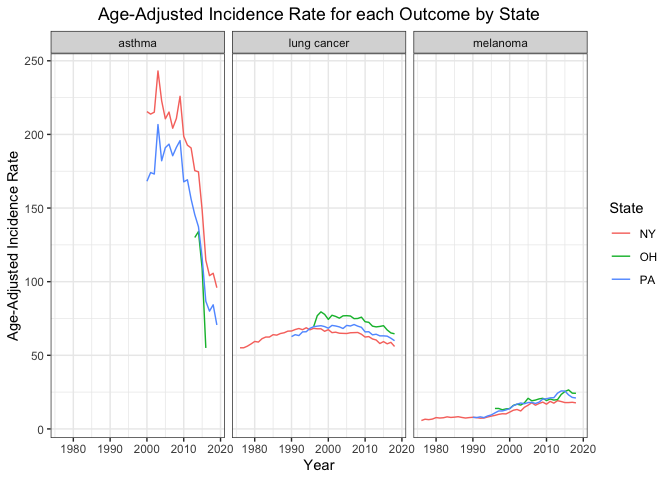 Age-Adjusted Incidence Rate for each Outcome by State
asthma lung cancer melanoma
250
200
150
100
50
0
Age-Adjusted Incidence Rate
1980 1990 2000 2010 2020 1980 1990 2000 2010 2020 1980 1990 2000 2010 2020
Year
State
NY
OH
PA